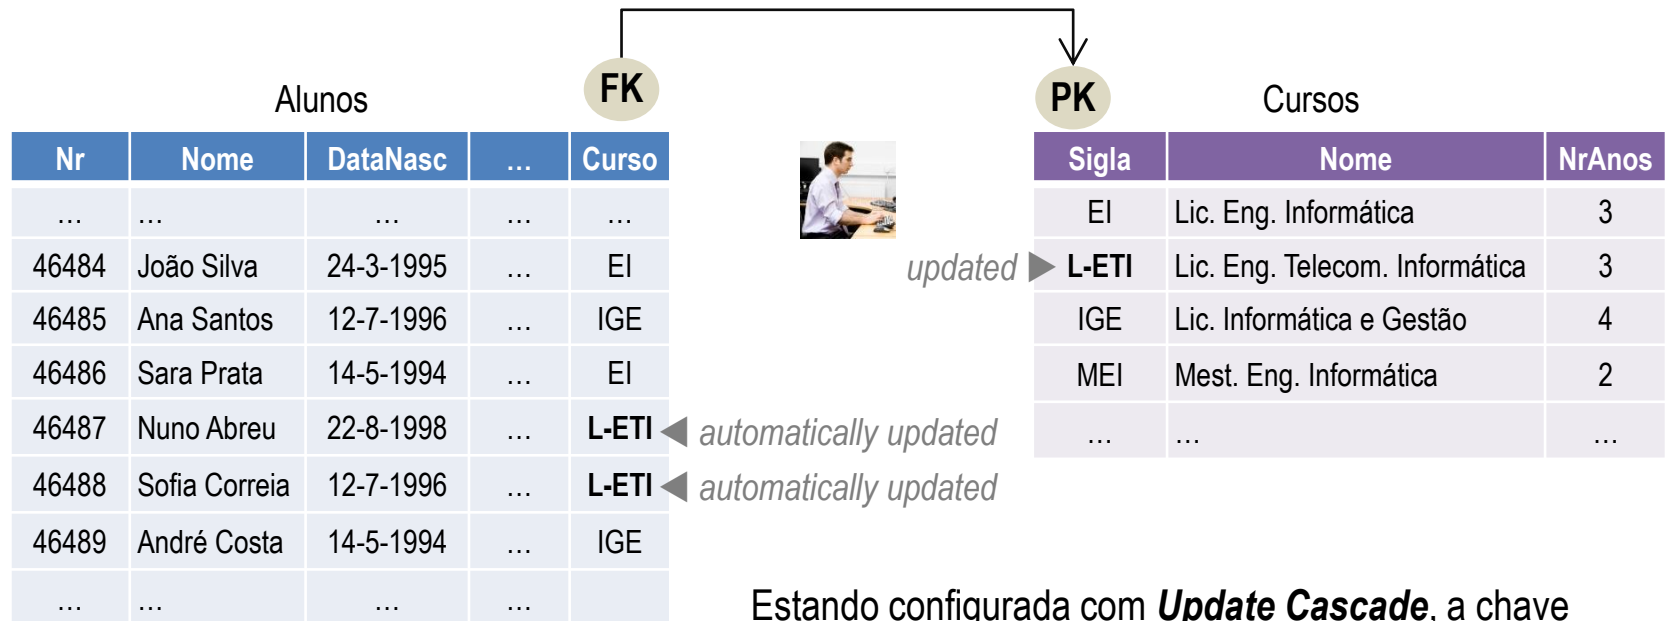 Alunos
FK
Nr Nome DataNasc … Curso
… … … … …
46484 João Silva 24-3-1995 … EI
46485 Ana Santos 12-7-1996 … IGE
46486 Sara Prata 14-5-1994 … EI
46487 Nuno Abreu 22-8-1998 … L-ETI
automatically updated
46488 Sofia Correia 12-7-1996 … L-ETI
automatically updated
46489 André Costa 14-5-1994 … IGE
… … … …
PK
Cursos
Sigla Nome NrAnos
EI Lic. Eng. Informática 3
updated
L-ETI Lic. Eng. Telecom. Informática 3
IGE Lic. Informática e Gestão 4
MEI Mest. Eng. Informática 2
… … …
Estando configurada com Update Cascade, a chave